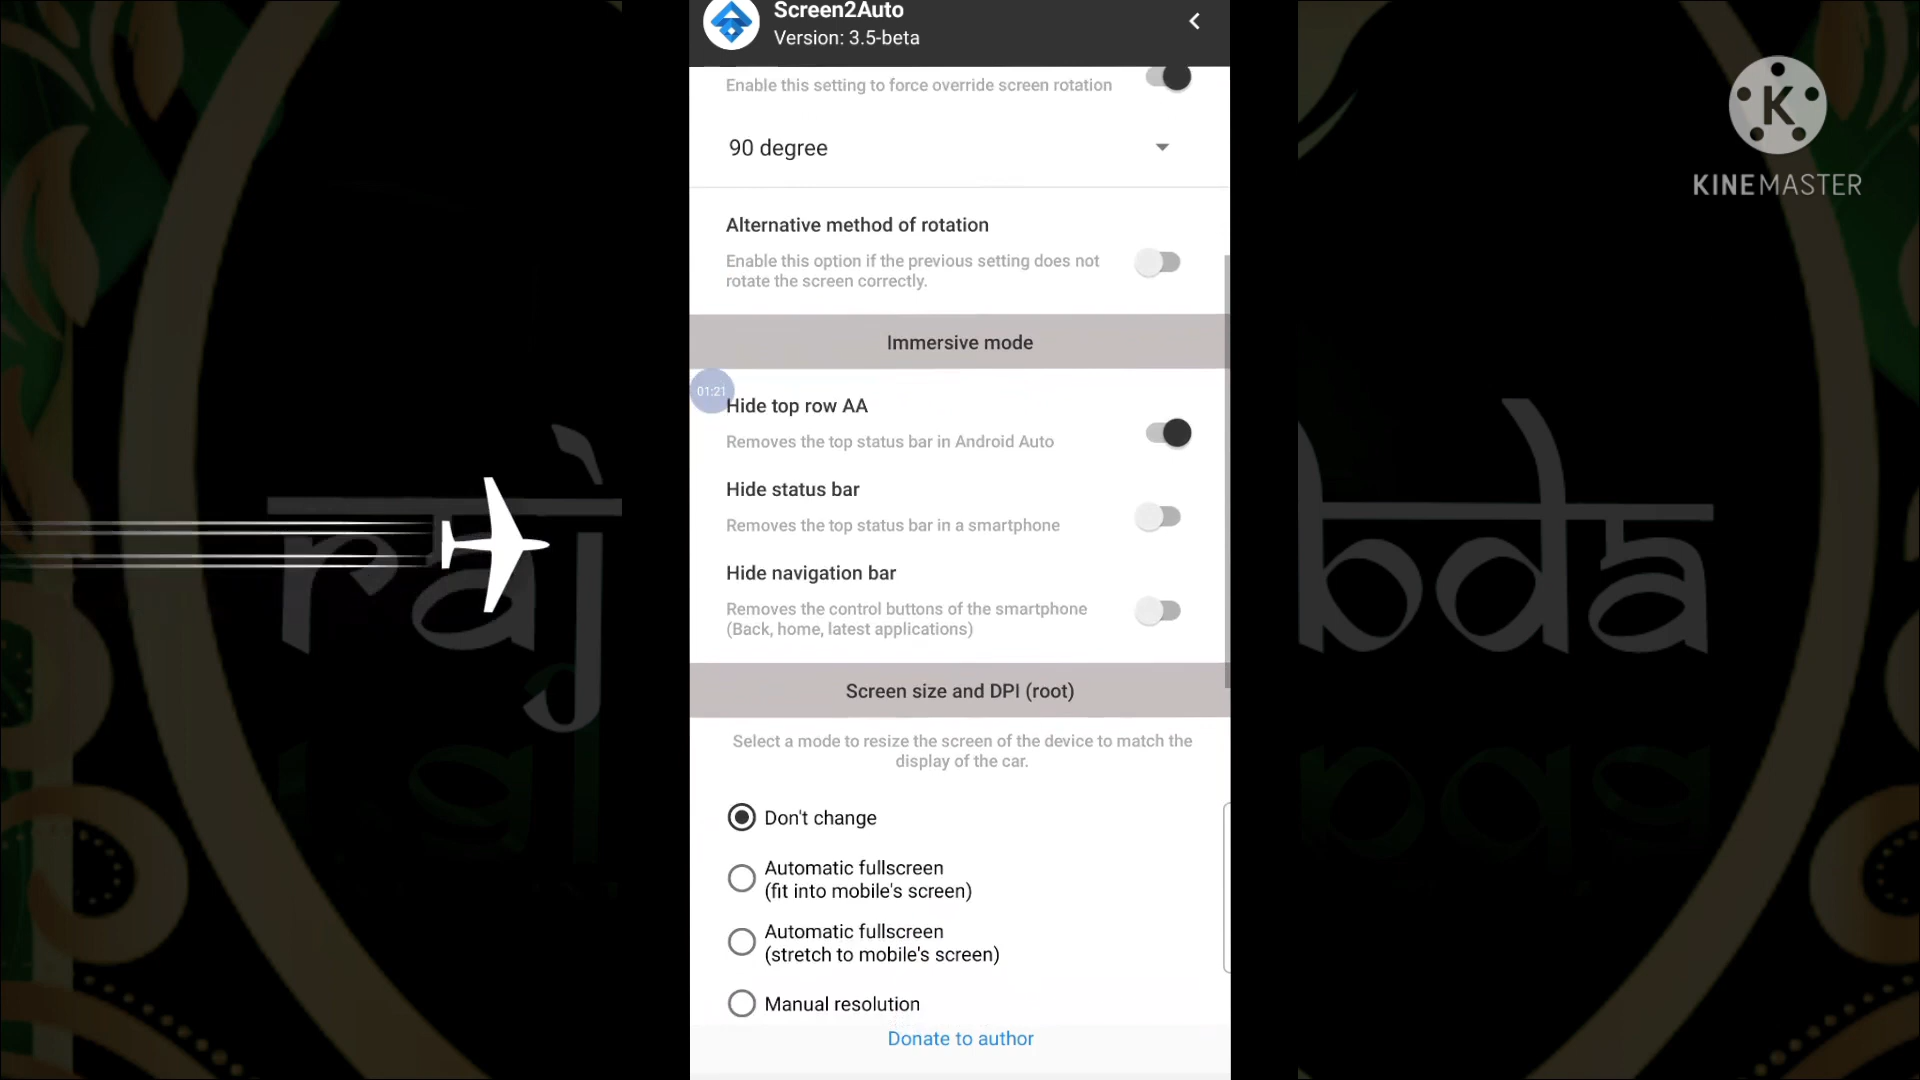 Screen2Auto
Version: 3.5-beta
Enable this setting to force override screen rotation
90 degree
Alternative method of rotation
Enable this option if the previous setting does not
rotate the screen correctly.
Immersive mode
01:21
Hide top row AA
Removes the top status bar in Android Auto
Hide status bar
Removes the top status bar in a smartphone
Hide navigation bar
Removes the control buttons of the smartphone
(Back, home, latest applications)
Screen size and DPI (root)
Select a mode to resize the screen of the device to match the
display of the car.
Don't change
Automatic fullscreen
(fit into mobile's screen)
Automatic fullscreen
(stretch to mobile's screen)
Manual resolution
Donate to author
K
KINEMASTER
raj
bda